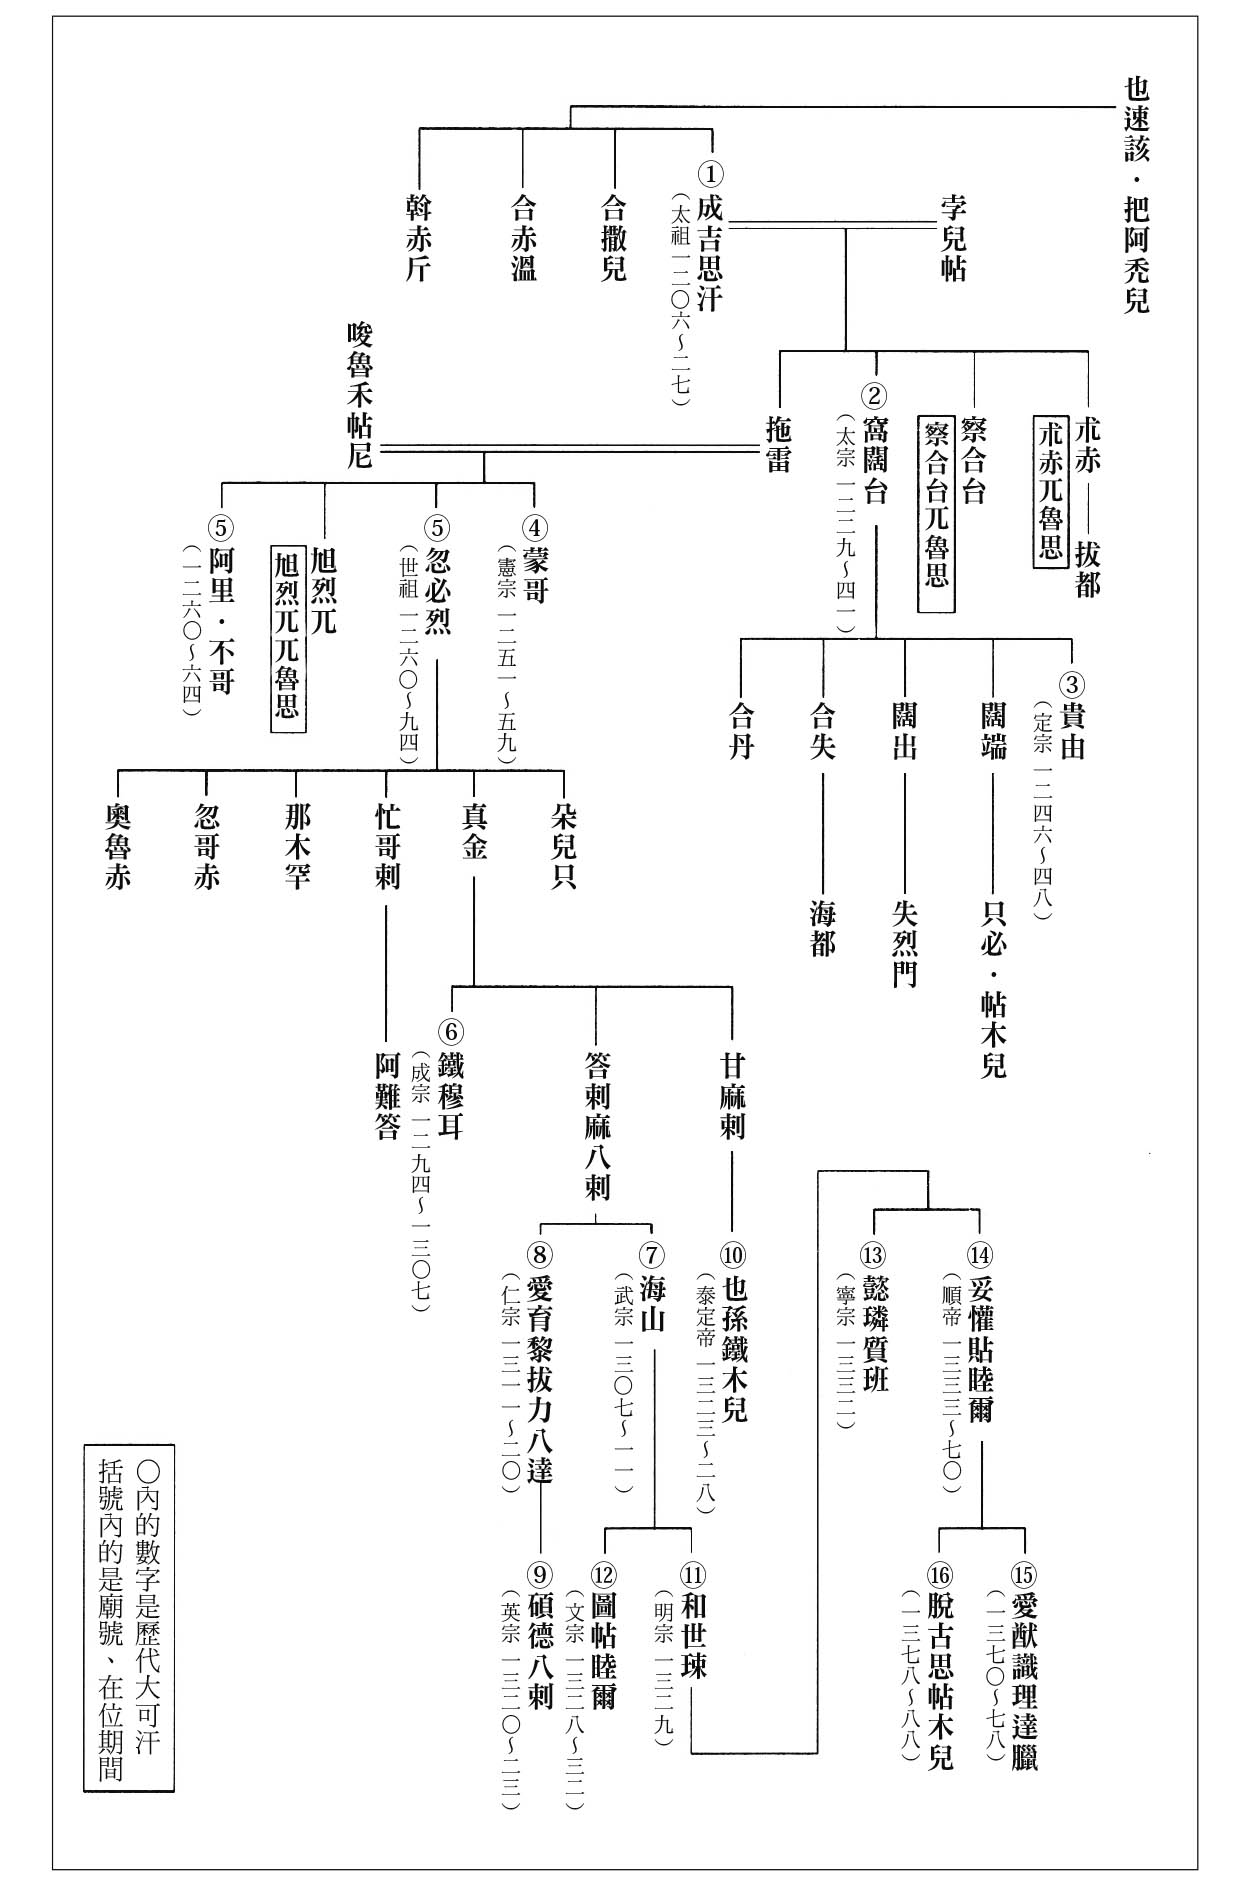 也速該・把阿禿兒
孛兒帖
①成吉思汗
（太祖 一二〇六～二七）
合撒兒
合赤溫
斡赤斤
朮赤
拔都
朮赤兀魯思
察合台
察合台兀魯思
②窩闊台
（太宗 一二二九～四一）
拖雷
唆魯禾帖尼
③貴由
（定宗 一二四六～四八）
闊端
只必・帖木兒
闊出
失烈門
合失
海都
合丹
④蒙哥
（憲宗 一二五一～五九）
⑤忽必烈
（世祖 一二六〇～九四）
旭烈兀
旭烈兀兀魯思
⑤阿里・不哥
（一二六〇～六四）
朵兒只
真金
忙哥剌
那木罕
忽哥赤
奧魯赤
甘麻剌
答剌麻八剌
⑥鐵穆耳
（成宗 一二九四～一三〇七）
阿難答
⑭妥懽貼睦爾
（順帝 一三三三～七〇）
⑬懿璘質班
（寧宗 一三三二）
⑩也孫鐵木兒
（泰定帝 一三二三～二八）
⑦海山
（武宗 一三〇七～一一）
⑧愛育黎拔力八達
（仁宗 一三一一～二〇）
⑮愛猷識理達臘
（一三七〇～七八）
⑯脫古思帖木兒
（一三七八～八八）
⑪和世㻋
（明宗 一三二九）
⑫圖帖睦爾
（文宗 一三二八～三二）
⑨碩德八剌
（英宗 一三二〇～二三）
〇內的數字是歷代大可汗
括號內的是廟號、在位期間